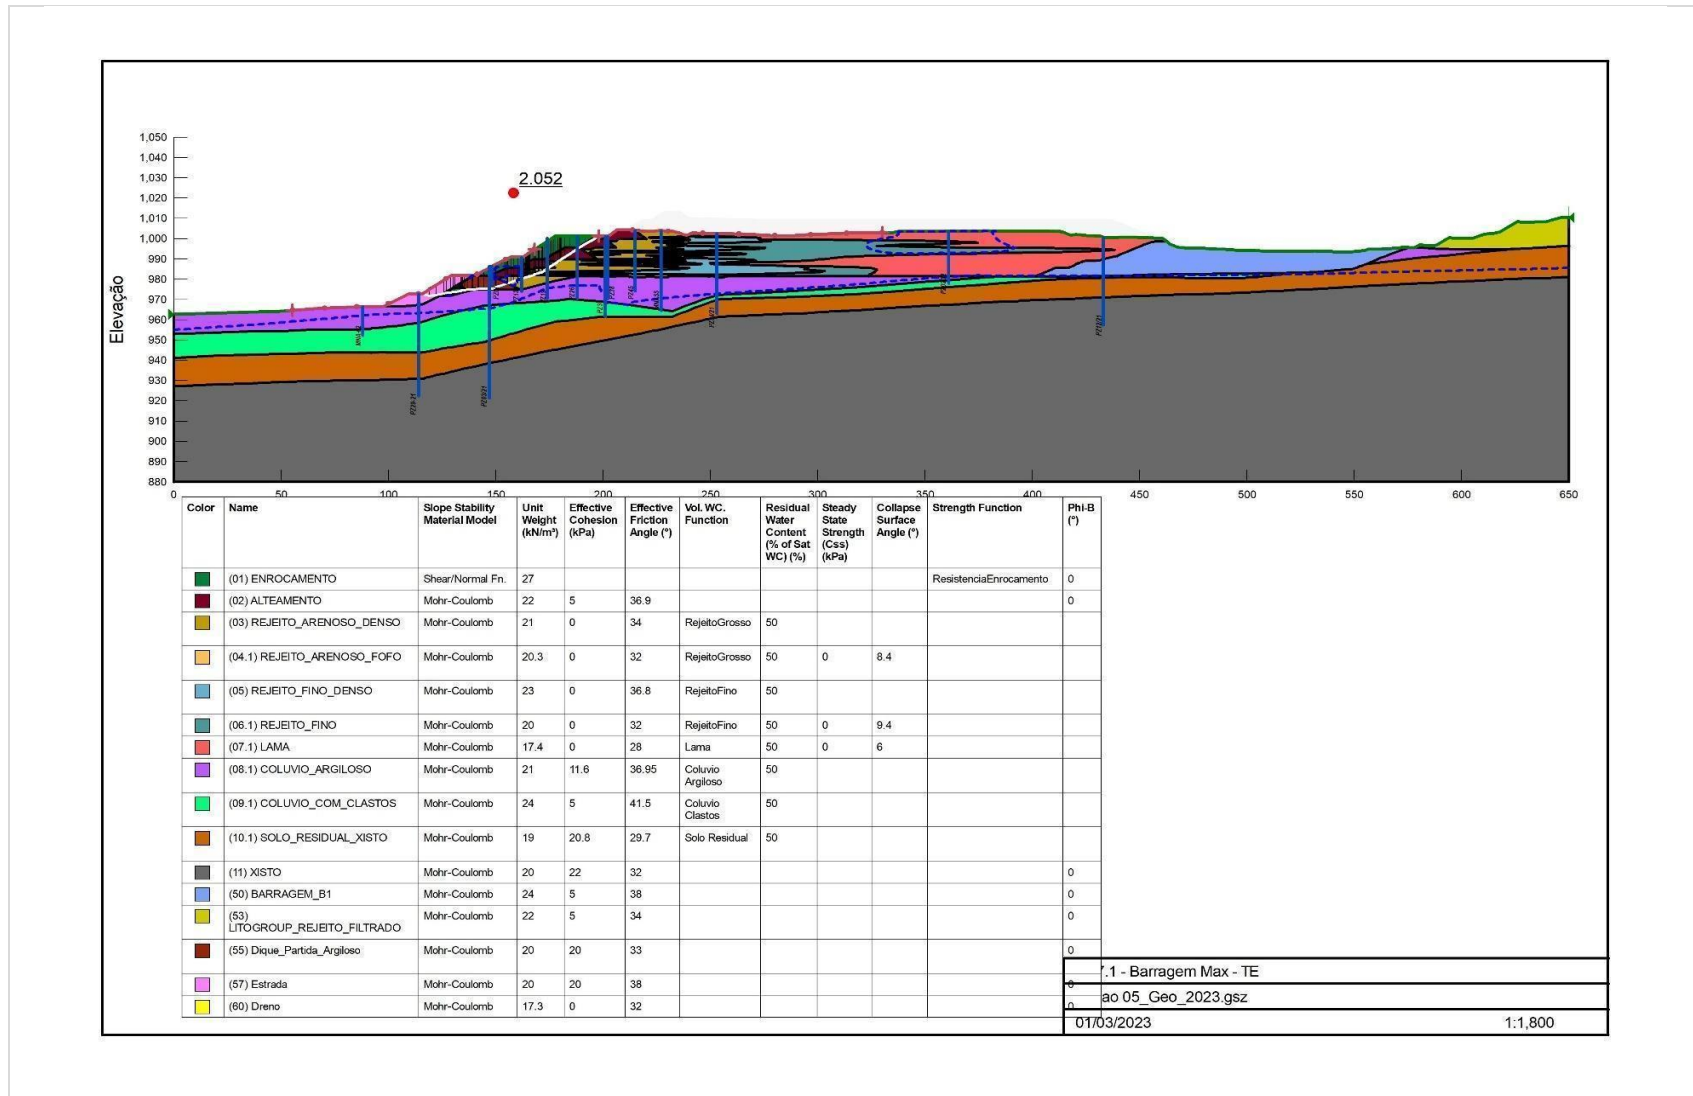 2.052
Elevação
1,050
1,040
1,030
1,020
1,010
1,000
990
980
970
960
950
940
930
920
910
900
890
880
0 50 100 150 200 250 300 350 400 450 500 550 600 650
Color Name Slope Stability Material Model Unit Weight (kN/m³) Effective Cohesion (kPa) Effective Friction Angle (°) Vol. WC. Function Residual Water Content (% of Sat WC) (%) Steady State Strength (Css) (kPa) Collapse Surface Angle (°) Strength Function Phi-B (°)
(01) ENROCAMENTO Shear/Normal Fn. 27 ResistenciaEnrocamento 0
(02) ALTEAMENTO Mohr-Coulomb 22 5 36.9 0
(03) REJEITO_ARENOSO_DENSO Mohr-Coulomb 21 0 34 RejeitoGrosso 50
(04.1) REJEITO_ARENOSO_FOFO Mohr-Coulomb 20.3 0 32 RejeitoGrosso 50 0 8.4
(05) REJEITO_FINO_DENSO Mohr-Coulomb 23 0 36.8 RejeitoFino 50
(06.1) REJEITO_FINO Mohr-Coulomb 20 0 32 RejeitoFino 50 0 9.4
(07.1) LAMA Mohr-Coulomb 17.4 0 28 Lama 50 0 6
(08.1) COLUVIO_ARGILOSO Mohr-Coulomb 21 11.6 36.95 Coluvio Argiloso 50
(09.1) COLUVIO_COM_CLASTOS Mohr-Coulomb 24 5 41.5 Coluvio Clastos 50
(10.1) SOLO_RESIDUAL_XISTO Mohr-Coulomb 19 20.8 29.7 Solo Residual 50
(11) XISTO Mohr-Coulomb 20 22 32 0
(50) BARRAGEM_B1 Mohr-Coulomb 24 5 38 0
(53) LITOGROUP_REJEITO_FILTRADO Mohr-Coulomb 22 5 34 0
(55) Dique_Partida_Argiloso Mohr-Coulomb 20 20 33 0
(57) Estrada Mohr-Coulomb 20 20 38 0
(60) Dreno Mohr-Coulomb 17.3 0 32 0
.1 - Barragem Max - TE
ao 05_Geo_2023.gsz
01/03/2023 1:1,800